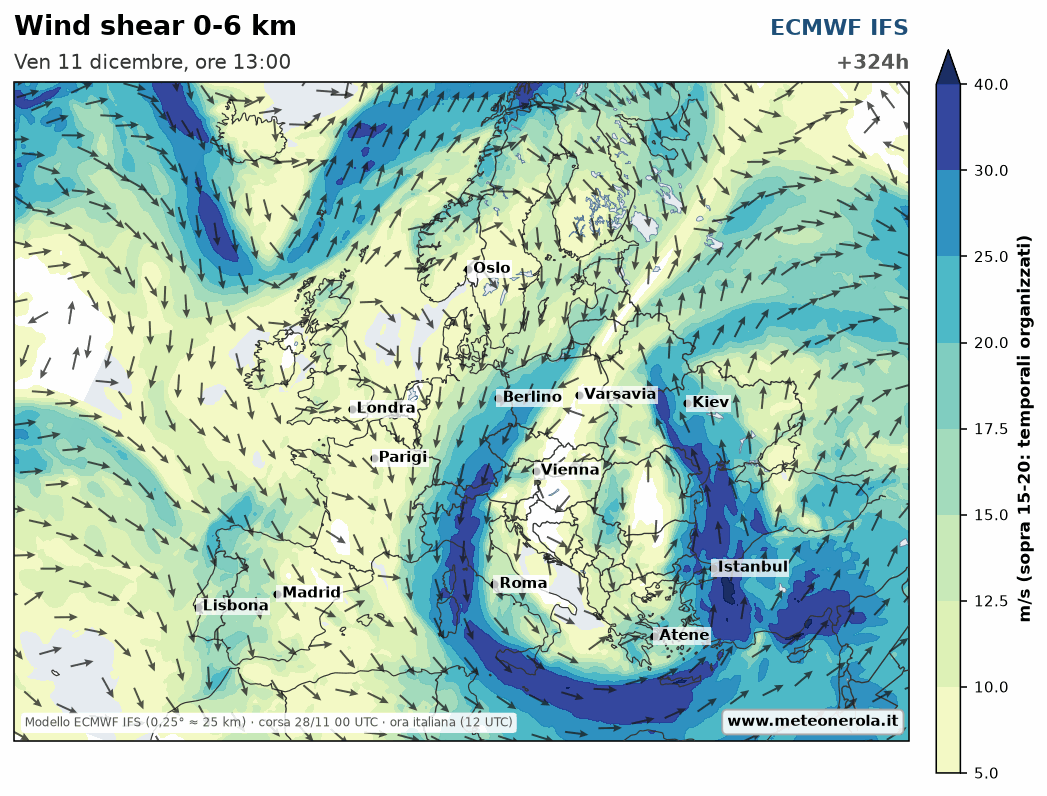 Wind shear 0-6 km
ECMWF IFS
Ven 11 dicembre, ore 13:00
+324h
40.0
30.0
25.0
20.0
17.5
15.0
12.5
10.0
5.0
m/s (sopra 15-20: temporali organizzati)
Oslo
Berlino
Varsavia
Kiev
Londra
Parigi
Vienna
Istanbul
Roma
Madrid
Lisbona
Atene
Modello ECMWF IFS (0,25° ≈ 25 km) · corsa 28/11 00 UTC · ora italiana (12 UTC)
www.meteonerola.it